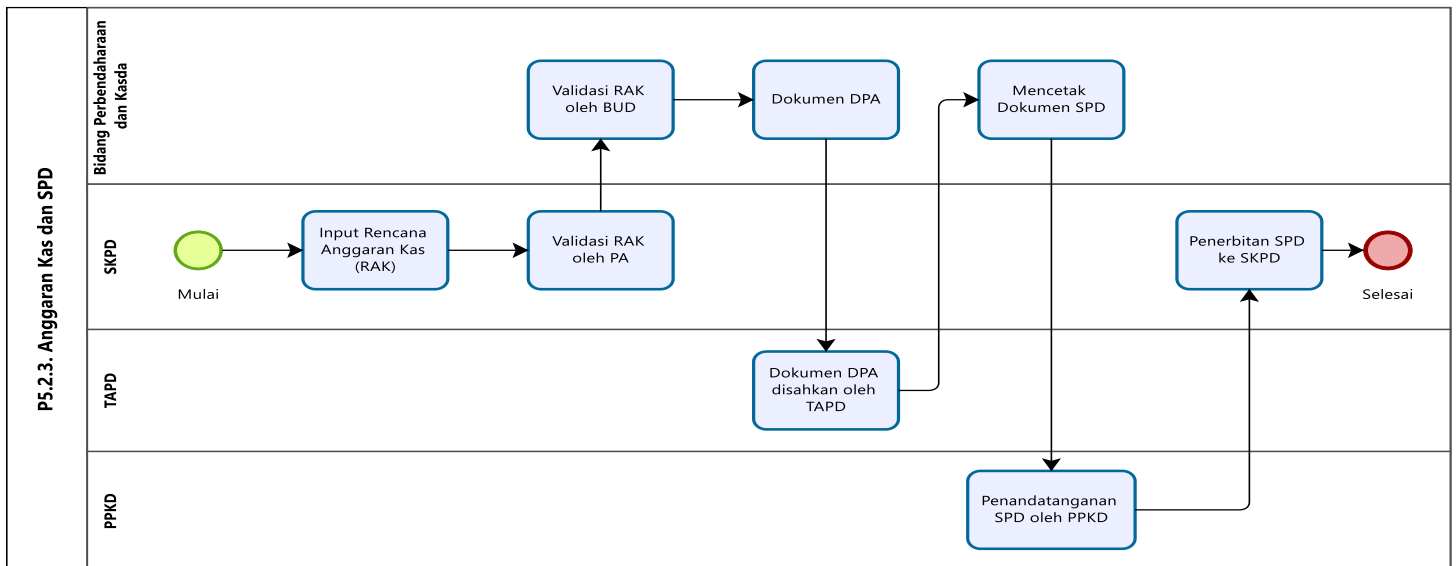 P5.2.3. Anggaran Kas dan SPD
Bidang Perbendaharaan
dan Kasda
Validasi RAK
oleh BUD
Dokumen DPA
Mencetak
Dokumen SPD
SKPD
Mulai
Input Rencana
Anggaran Kas
(RAK)
Validasi RAK
oleh PA
Penerbitan SPD
ke SKPD
Selesai
TAPD
Dokumen DPA
disahkan oleh
TAPD
PPKD
Penandatanganan
SPD oleh PPKD